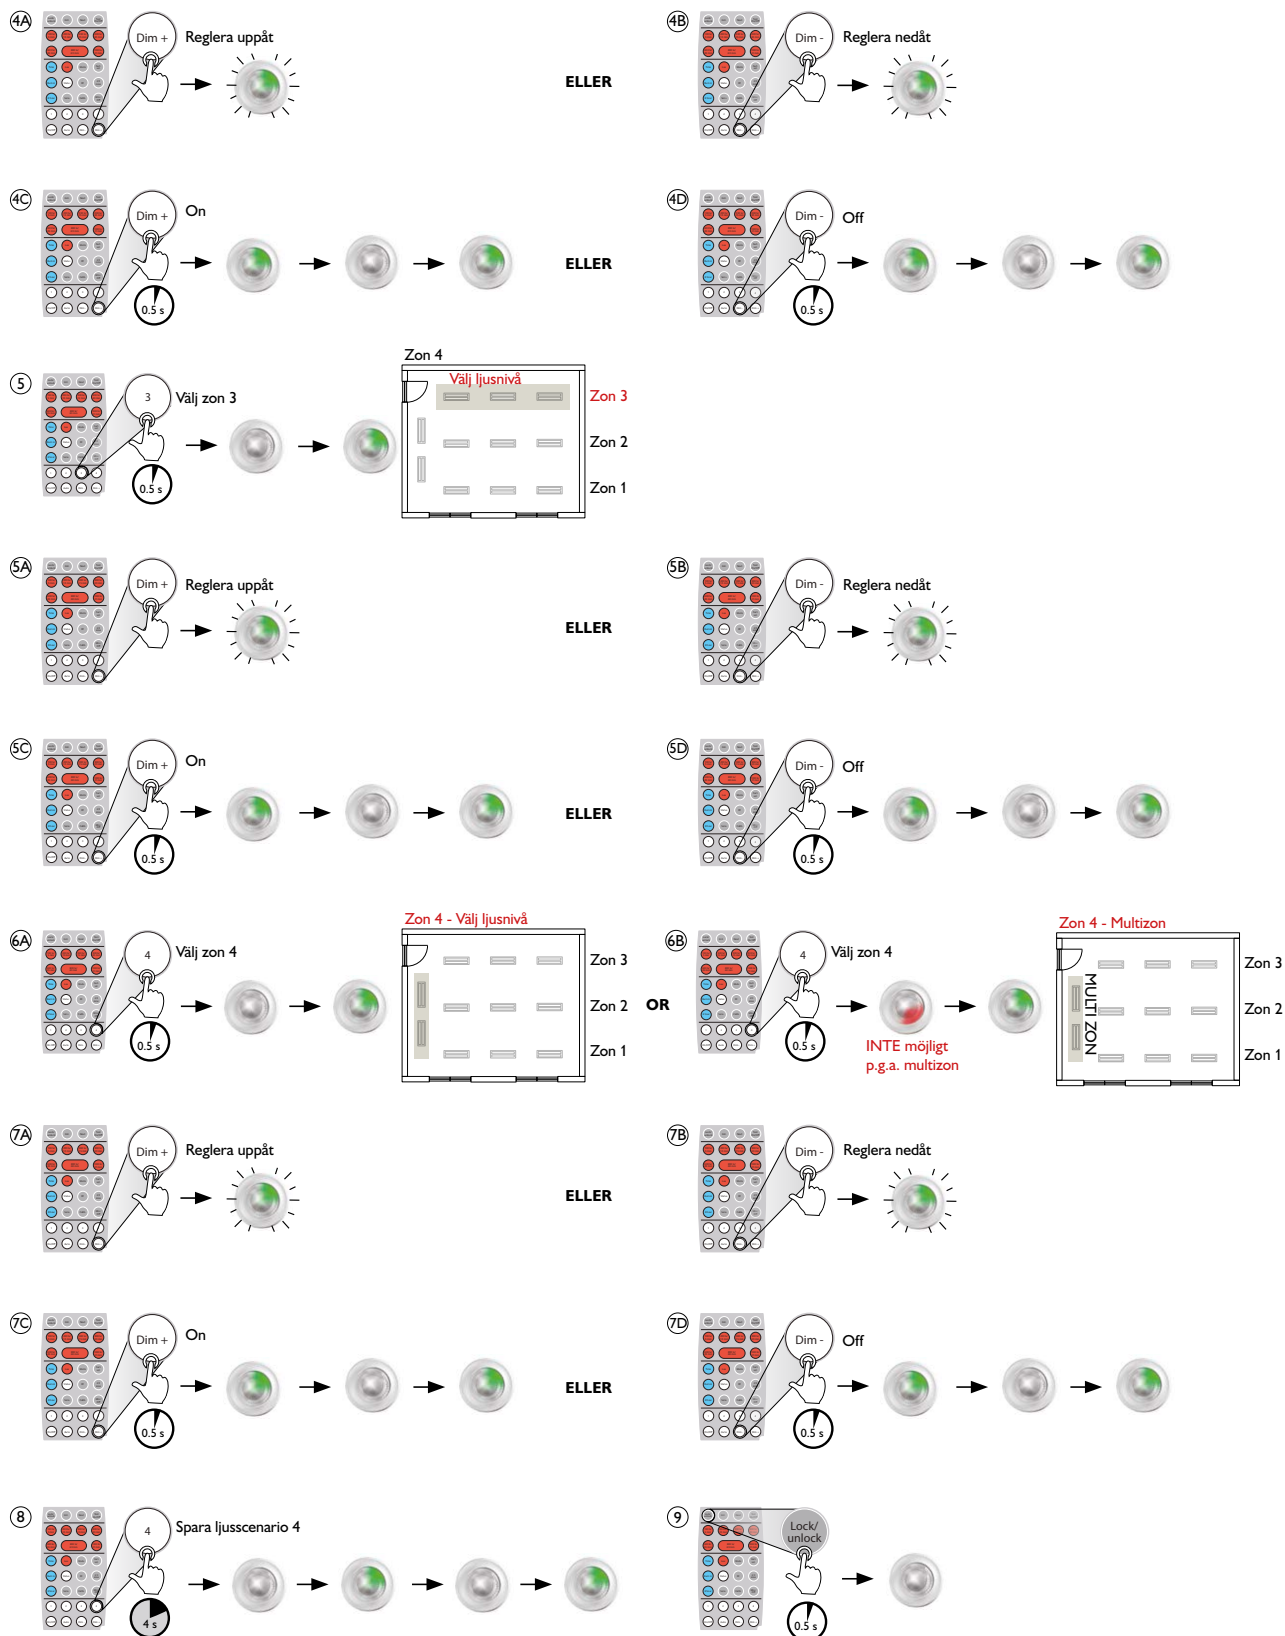 4A
Dim +
Reglera uppåt
ELLER
4B
Dim -
Reglera nedåt
4C
Dim +
On
0.5 s
ELLER
4D
Dim -
Off
0.5 s
5
3
Välj zon 3
0.5 s
Zon 4
Välj ljusnivå
Zon 3
Zon 2
Zon 1
5A
Dim +
Reglera uppåt
ELLER
5B
Dim -
Reglera nedåt
5C
Dim +
On
0.5 s
ELLER
5D
Dim -
Off
0.5 s
6A
4
Välj zon 4
0.5 s
Zon 4 - Välj ljusnivå
Zon 3
Zon 2
Zon 1
OR
6B
4
Välj zon 4
0.5 s
INTE möjligt
p.g.a. multizon
Zon 4 - Multizon
MULTI ZON
Zon 3
Zon 2
Zon 1
7A
Dim +
Reglera uppåt
ELLER
7B
Dim -
Reglera nedåt
7C
Dim +
On
0.5 s
ELLER
7D
Dim -
Off
0.5 s
8
4
Spara ljusscenario 4
4 s
9
Lock/
unlock
0.5 s